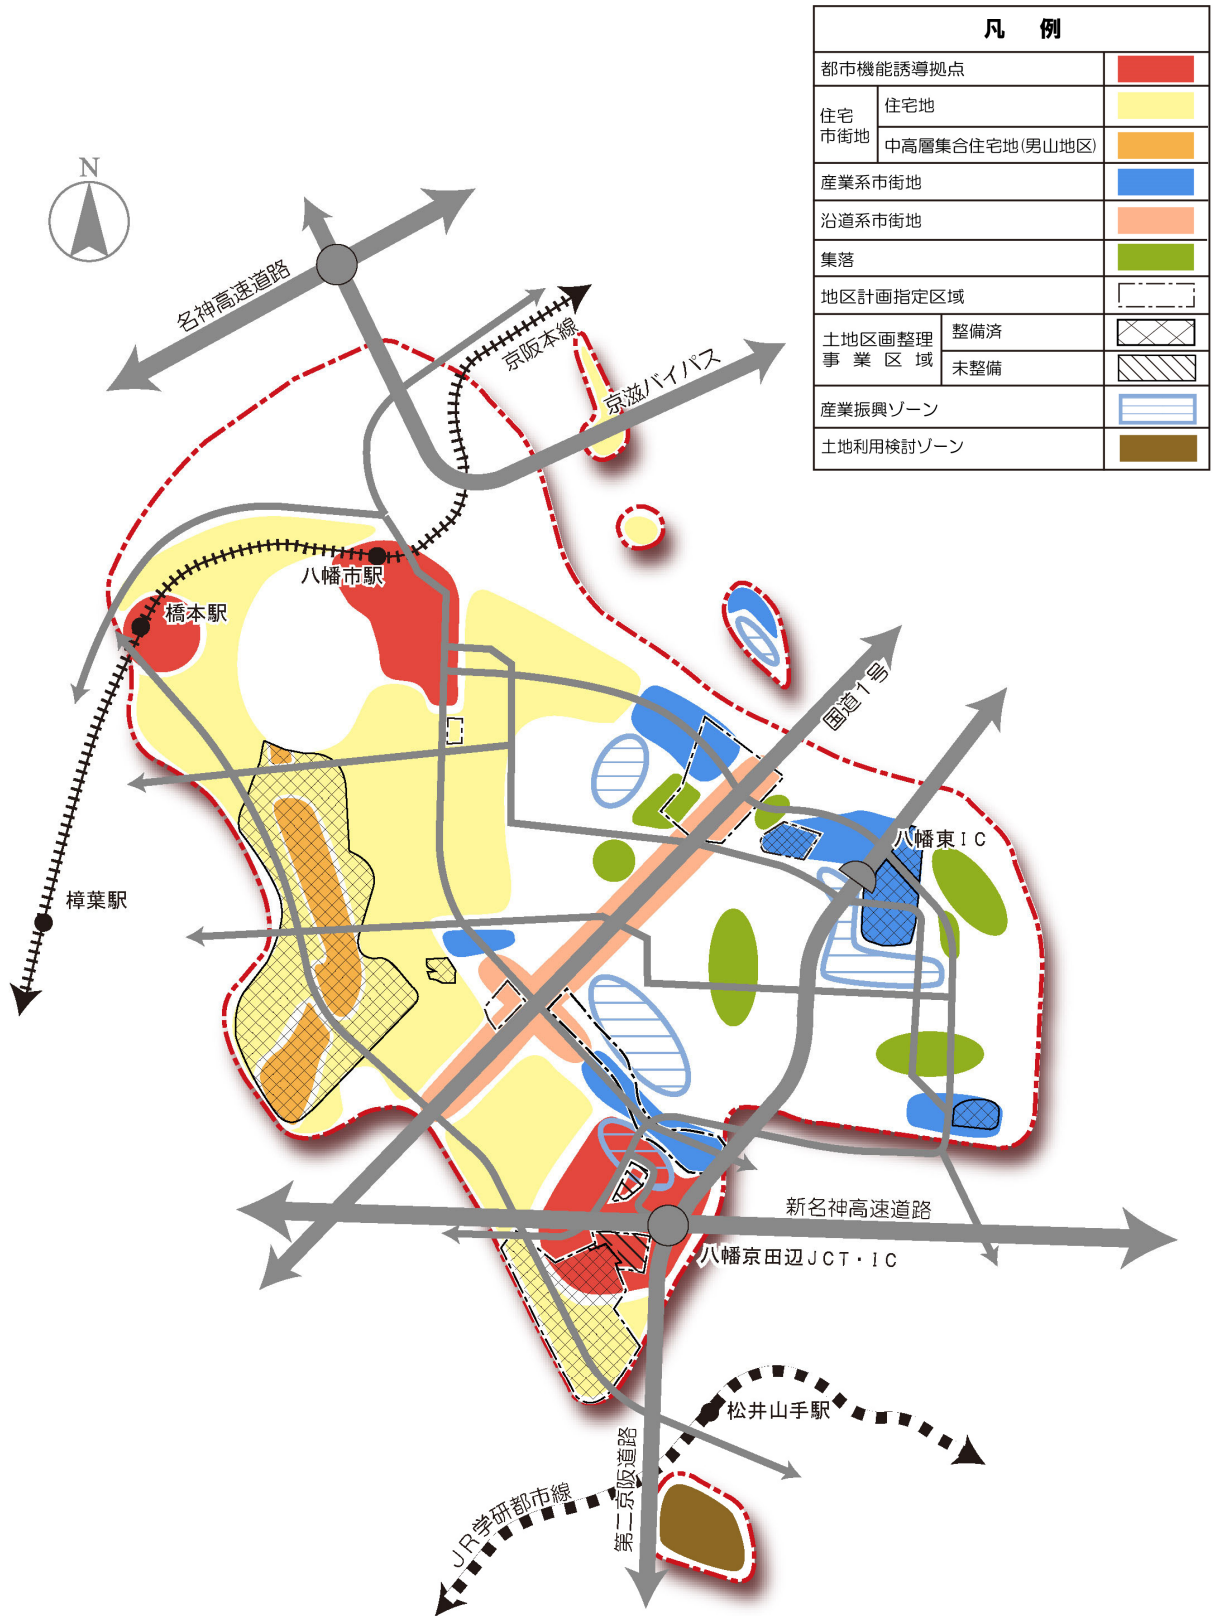 凡例
都市機能誘導拠点
住宅
市街地
住宅地
中高層集合住宅地(男山地区)
産業系市街地
沿道系市街地
集落
地区計画指定区域
土地区画整理
事業区域
整備済
未整備
産業振興ゾーン
土地利用検討ゾーン
N
名神高速道路
京阪本線
京滋バイパス
八幡市駅
橋本駅
国道1号
八幡東IC
樟葉駅
新名神高速道路
八幡京田辺JCT・IC
松井山手駅
第二京阪道路
JR学研都市線